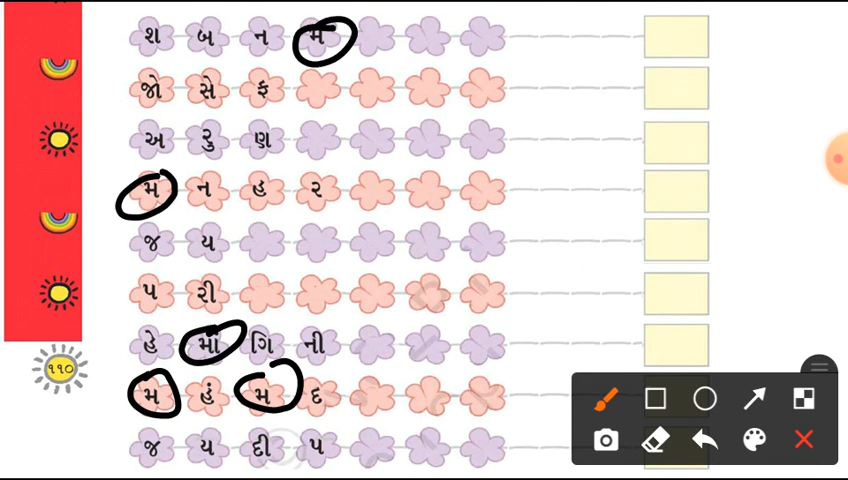 શ બ ન મ
જો સે ફ
અ રુ ણ
મ ન હ ર
જ ય
પ રી
હે માં ગિ ની
૧૧૦
મ હં મ દ
જ ય દી પ